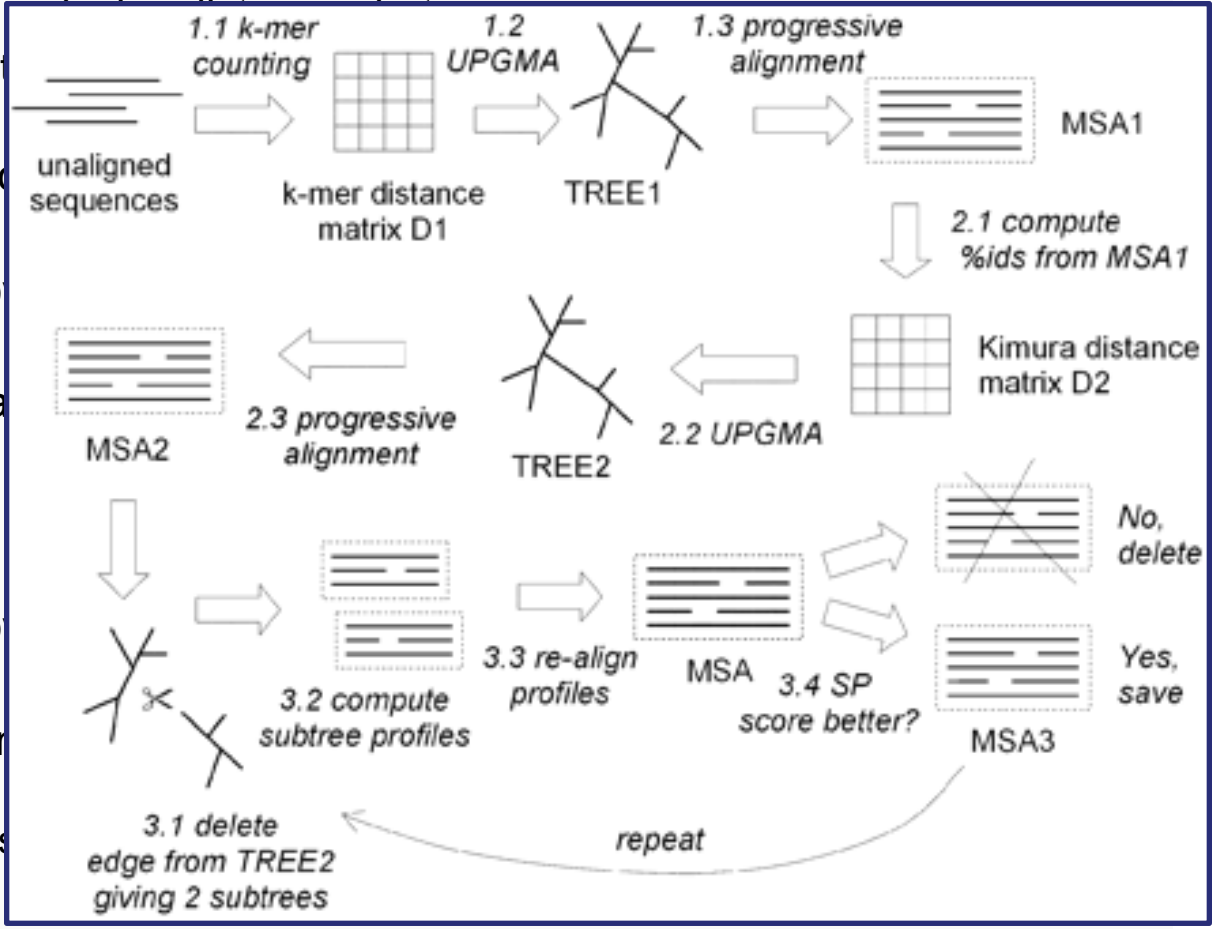 1.1 k-mer
counting
1.2
UPGMA
1.3 progressive
alignment
unaligned
sequences
k-mer distance
matrix D1
TREE1
MSA1
2.1 compute
%ids from MSA1
Kimura distance
matrix D2
2.2 UPGMA
TREE2
2.3 progressive
alignment
MSA2
3.1 delete
edge from TREE2
giving 2 subtrees
3.2 compute
subtree profiles
3.3 re-align
profiles
MSA
3.4 SP
score better?
No,
delete
Yes,
save
MSA3
repeat